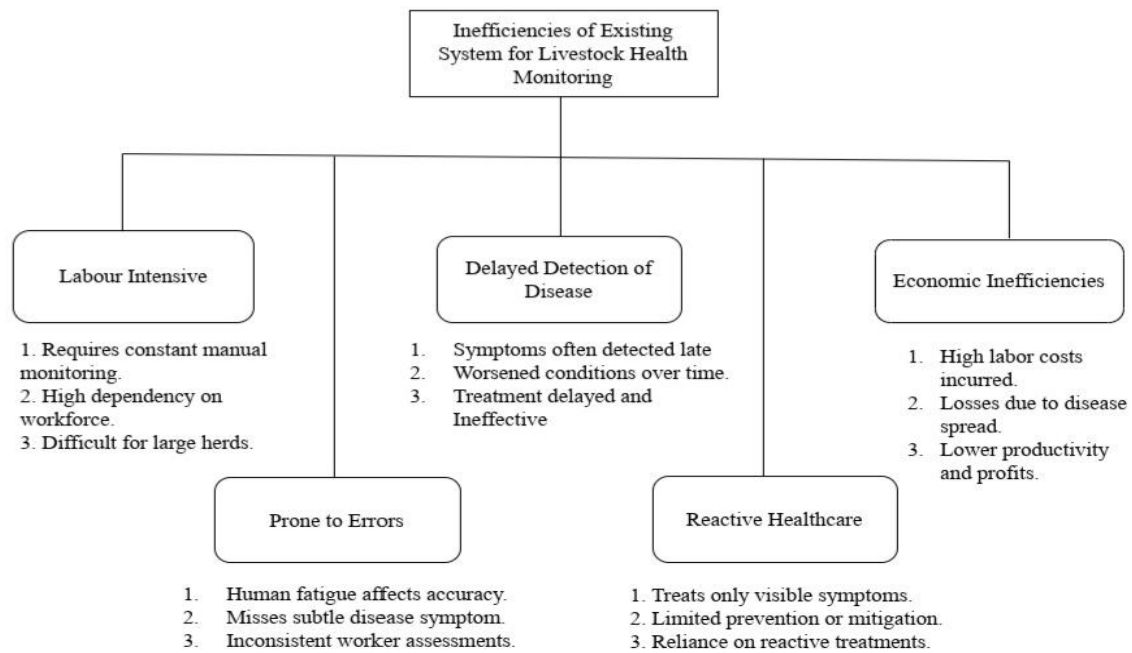 Inefficiencies of Existing
System for Livestock Health
Monitoring
Labour Intensive
1. Requires constant manual
monitoring.
2. High dependency on
workforce.
3. Difficult for large herds.
Delayed Detection of
Disease
1. Symptoms often detected late
2. Worsened conditions over time.
3. Treatment delayed and
Ineffective
Economic Inefficiencies
1. High labor costs
incurred.
2. Losses due to disease
spread.
3. Lower productivity
and profits.
Prone to Errors
1. Human fatigue affects accuracy.
2. Misses subtle disease symptom.
3. Inconsistent worker assessments.
Reactive Healthcare
1. Treats only visible symptoms.
2. Limited prevention or mitigation.
3. Reliance on reactive treatments.